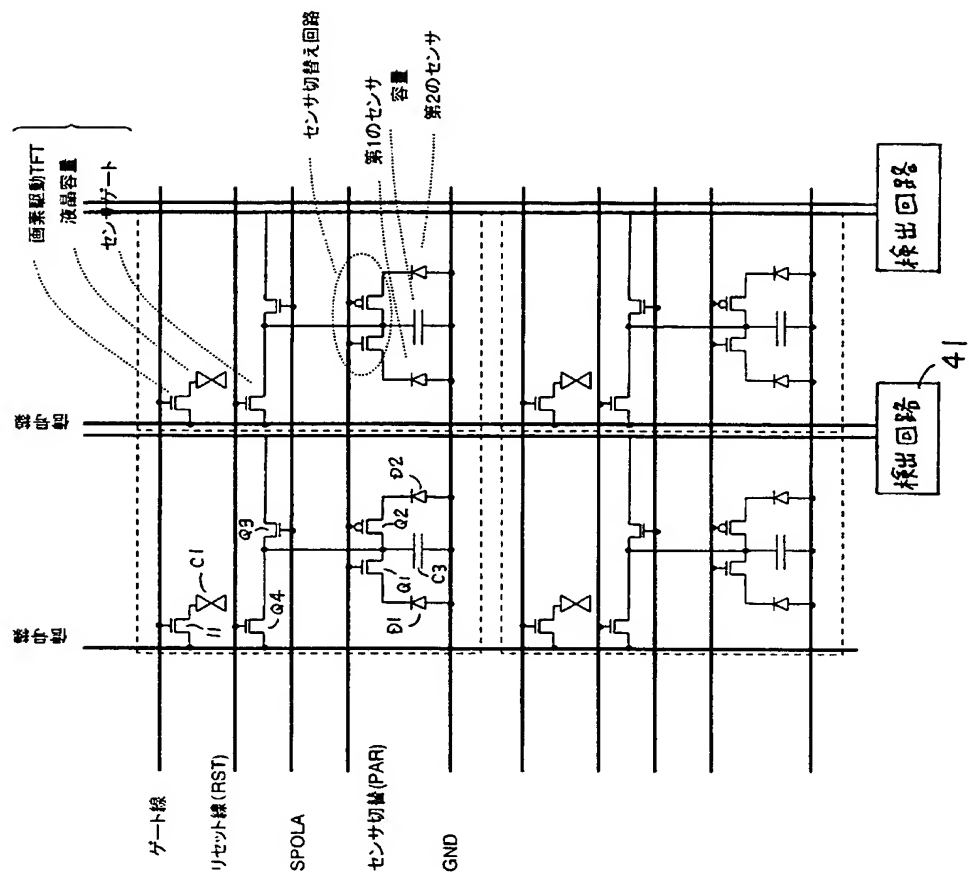 画素駆動TFT
液晶容量
センサゲート
センサ切替え回路
第1のセンサ
容量
第2のセンサ
信号線
信号線
ゲート線
リセット線(RST)
SPOLA
センサ切替(PAR)
GND
11
C1
Q4
Q3
Q1
Q2
D1
D2
C3
検出回路
検出回路
41